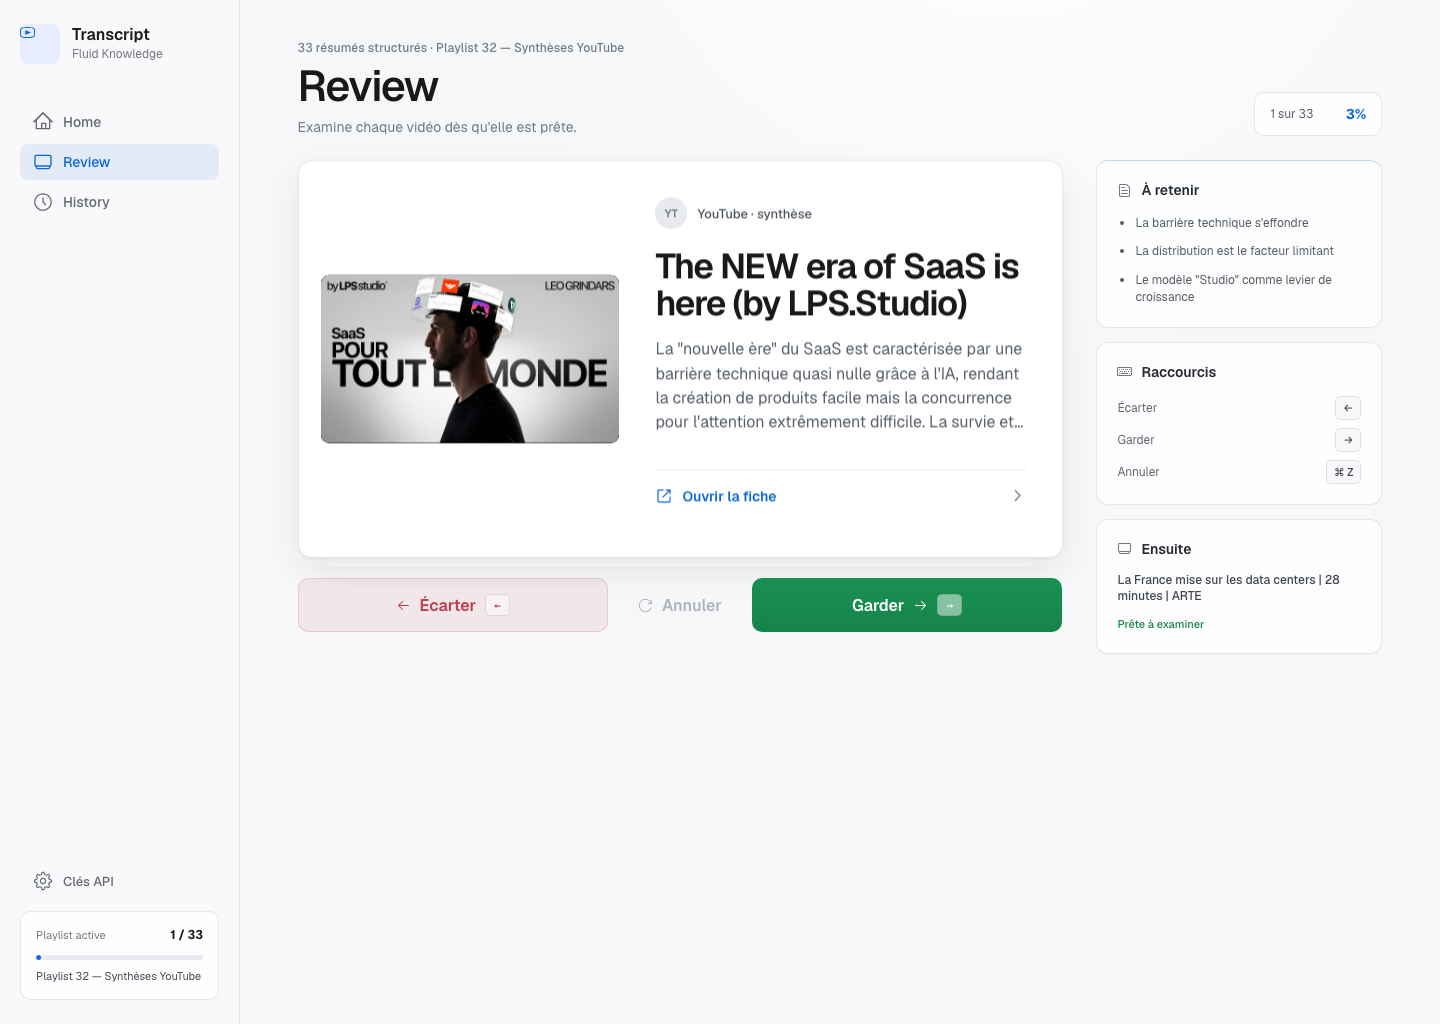 Transcript
Fluid Knowledge
Home
Review
History
Clés API
Playlist active
1 / 33
Playlist 32 — Synthèses YouTube
33 résumés structurés · Playlist 32 — Synthèses YouTube
Review
Examine chaque vidéo dès qu'elle est prête.
1 sur 33
3%
by LPS studio
LEO GRINDARS
SaaS
POUR
TOUT LE MONDE
YT
YouTube · synthèse
The NEW era of SaaS is
here (by LPS.Studio)
La "nouvelle ère" du SaaS est caractérisée par une
barrière technique quasi nulle grâce à l'IA, rendant
la création de produits facile mais la concurrence
pour l'attention extrêmement difficile. La survie et...
Ouvrir la fiche
← Écarter ←
Annuler
Garder → →
À retenir
• La barrière technique s'effondre
• La distribution est le facteur limitant
• Le modèle "Studio" comme levier de
croissance
Raccourcis
Écarter ←
Garder →
Annuler ⌘ Z
Ensuite
La France mise sur les data centers | 28
minutes | ARTE
Prête à examiner